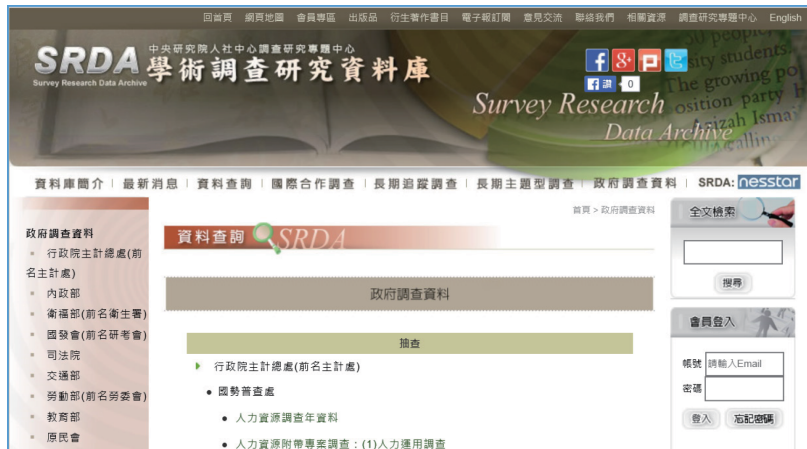 回首頁 網頁地圖 會員專區 出版品 衍生著作書目 電子報訂閱 意見交流 聯絡我們 相關資源 調查研究專題中心 English
SRDA
Survey Research Data Archive
中央研究院人社中心調查研究專題中心
學術調查研究資料庫
讚 0
Survey Research
Data Archive
sity students
The growing po
osition party
Azizah Ismai
calling
資料庫簡介 | 最新消息 | 資料查詢 | 國際合作調查 | 長期追蹤調查 | 長期主題型調查 | 政府調查資料 | SRDA: nesstar
首頁 > 政府調查資料
政府調查資料
行政院主計總處(前
名主計處)
內政部
衛福部(前名衛生署)
國發會(前名研考會)
司法院
交通部
勞動部(前名勞委會)
教育部
原民會
資料查詢 SRDA
政府調查資料
抽查
行政院主計總處(前名主計處)
● 國勢普查處
● 人力資源調查年資料
● 人力資源附帶專案調查：(1)人力運用調查
全文檢索
搜尋
會員登入
帳號 請輸入Email
密碼
登入 忘記密碼